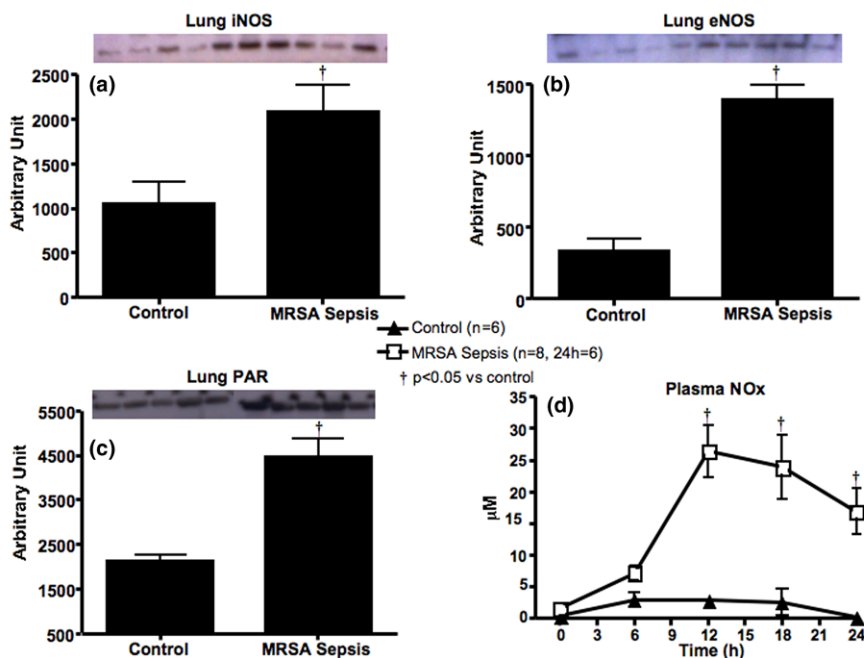 Lung iNOS
(a)
†
2500
2000
1500
1000
500
0
Arbitrary Unit
Control
MRSA Sepsis
Lung eNOS
(b)
†
1500
1000
500
0
Arbitrary Unit
Control
MRSA Sepsis
Control (n=6)
MRSA Sepsis (n=8, 24h=6)
† p<0.05 vs control
Lung PAR
(c)
†
5500
4500
3500
2500
1500
500
Arbitrary Unit
Control
MRSA Sepsis
Plasma NOx
(d)
† † †
35
30
25
20
15
10
5
0
µM
0 3 6 9 12 15 18 21 24
Time (h)